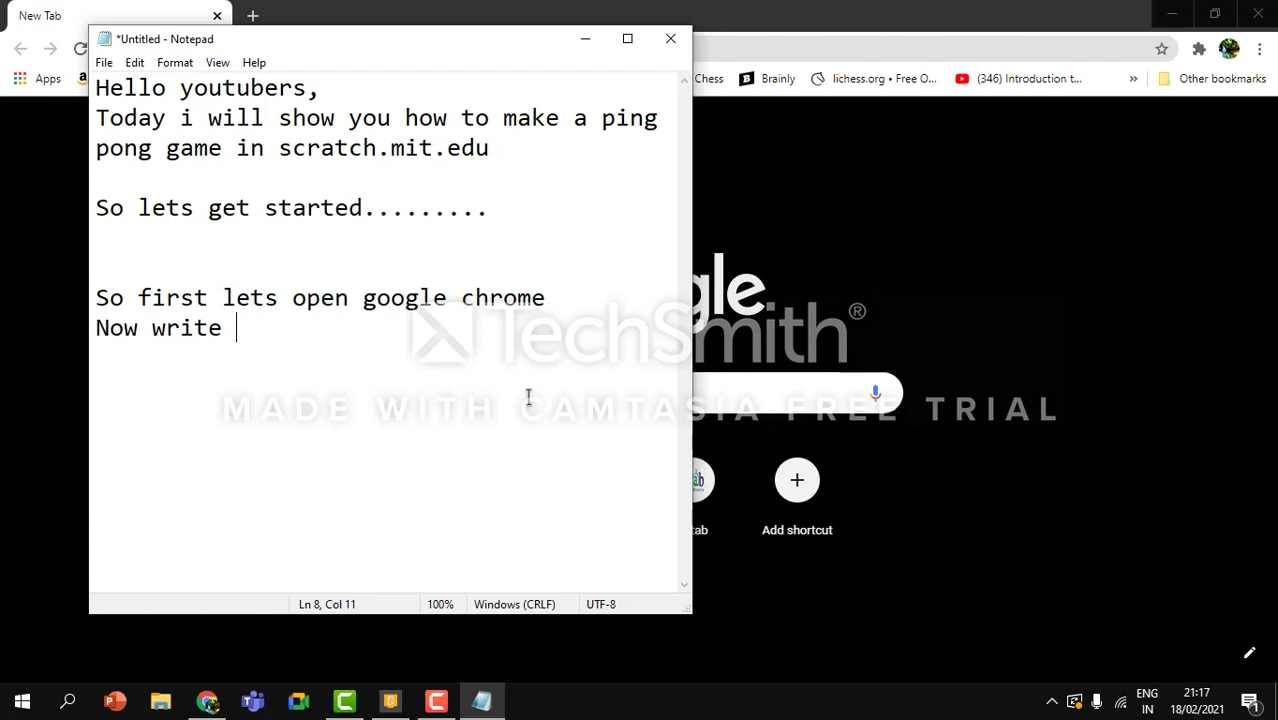 New Tab
*Untitled - Notepad
File Edit Format View Help
Apps
Chess
Brainly
lichess.org - Free O...
(346) Introduction t...
»
Other bookmarks
Hello youtubers,
Today i will show you how to make a ping
pong game in scratch.mit.edu
So lets get started.........
So first lets open google chrome
Now write
TechSmith®
MADE WITH CAMTASIA FREE TRIAL
gle
tab
Add shortcut
Ln 8, Col 11
100%
Windows (CRLF)
UTF-8
ENG
IN
21:17
18/02/2021
1